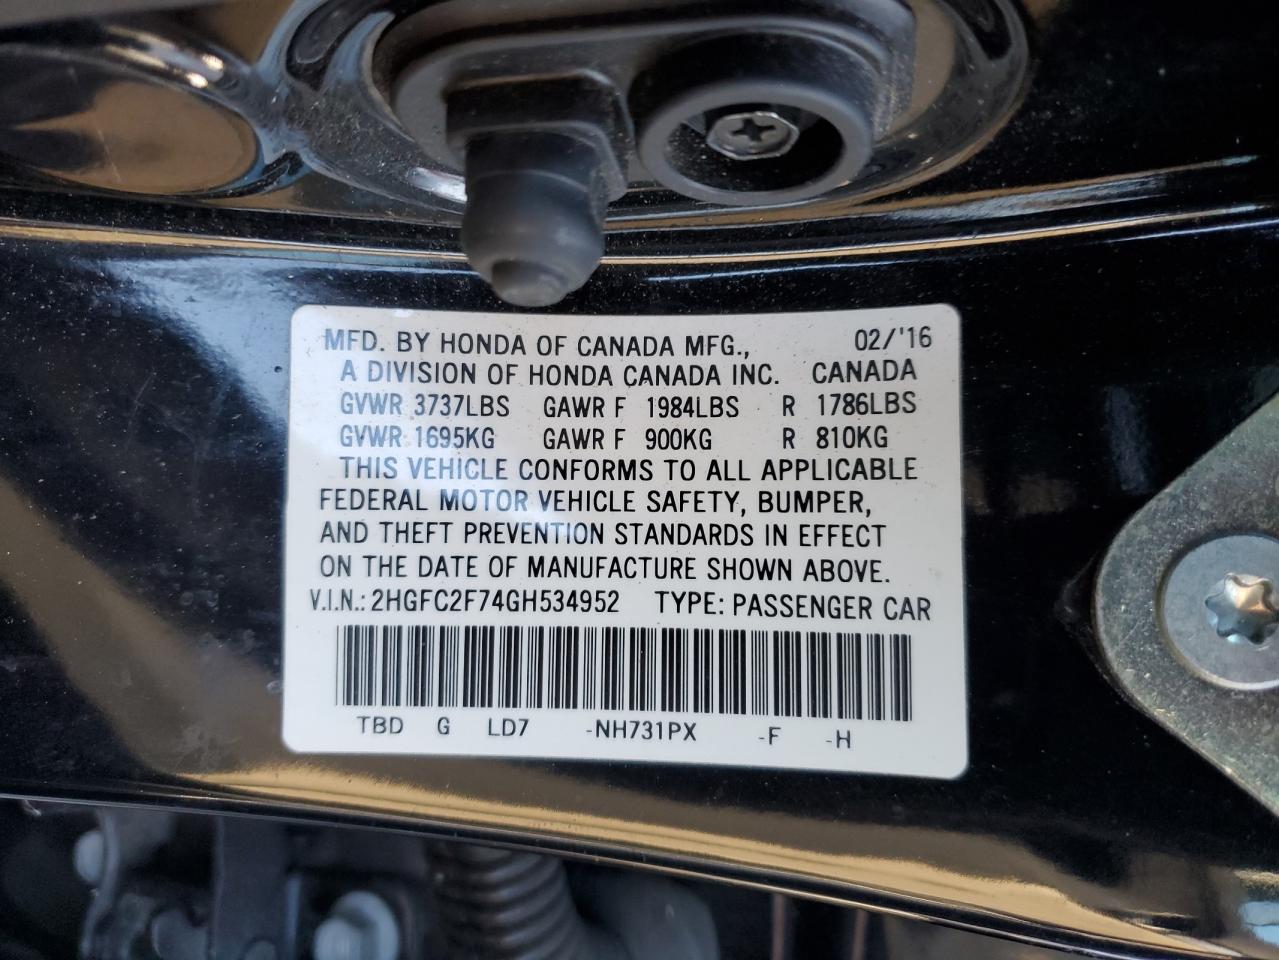 MFD. BY HONDA OF CANADA MFG., 02/'16
A DIVISION OF HONDA CANADA INC. CANADA
GVWR 3737LBS GAWR F 1984LBS R 1786LBS
GVWR 1695KG GAWR F 900KG R 810KG
THIS VEHICLE CONFORMS TO ALL APPLICABLE
FEDERAL MOTOR VEHICLE SAFETY, BUMPER,
AND THEFT PREVENTION STANDARDS IN EFFECT
ON THE DATE OF MANUFACTURE SHOWN ABOVE.
V.I.N.: 2HGFC2F74GH534952 TYPE: PASSENGER CAR
TBD G LD7 -NH731PX -F -H